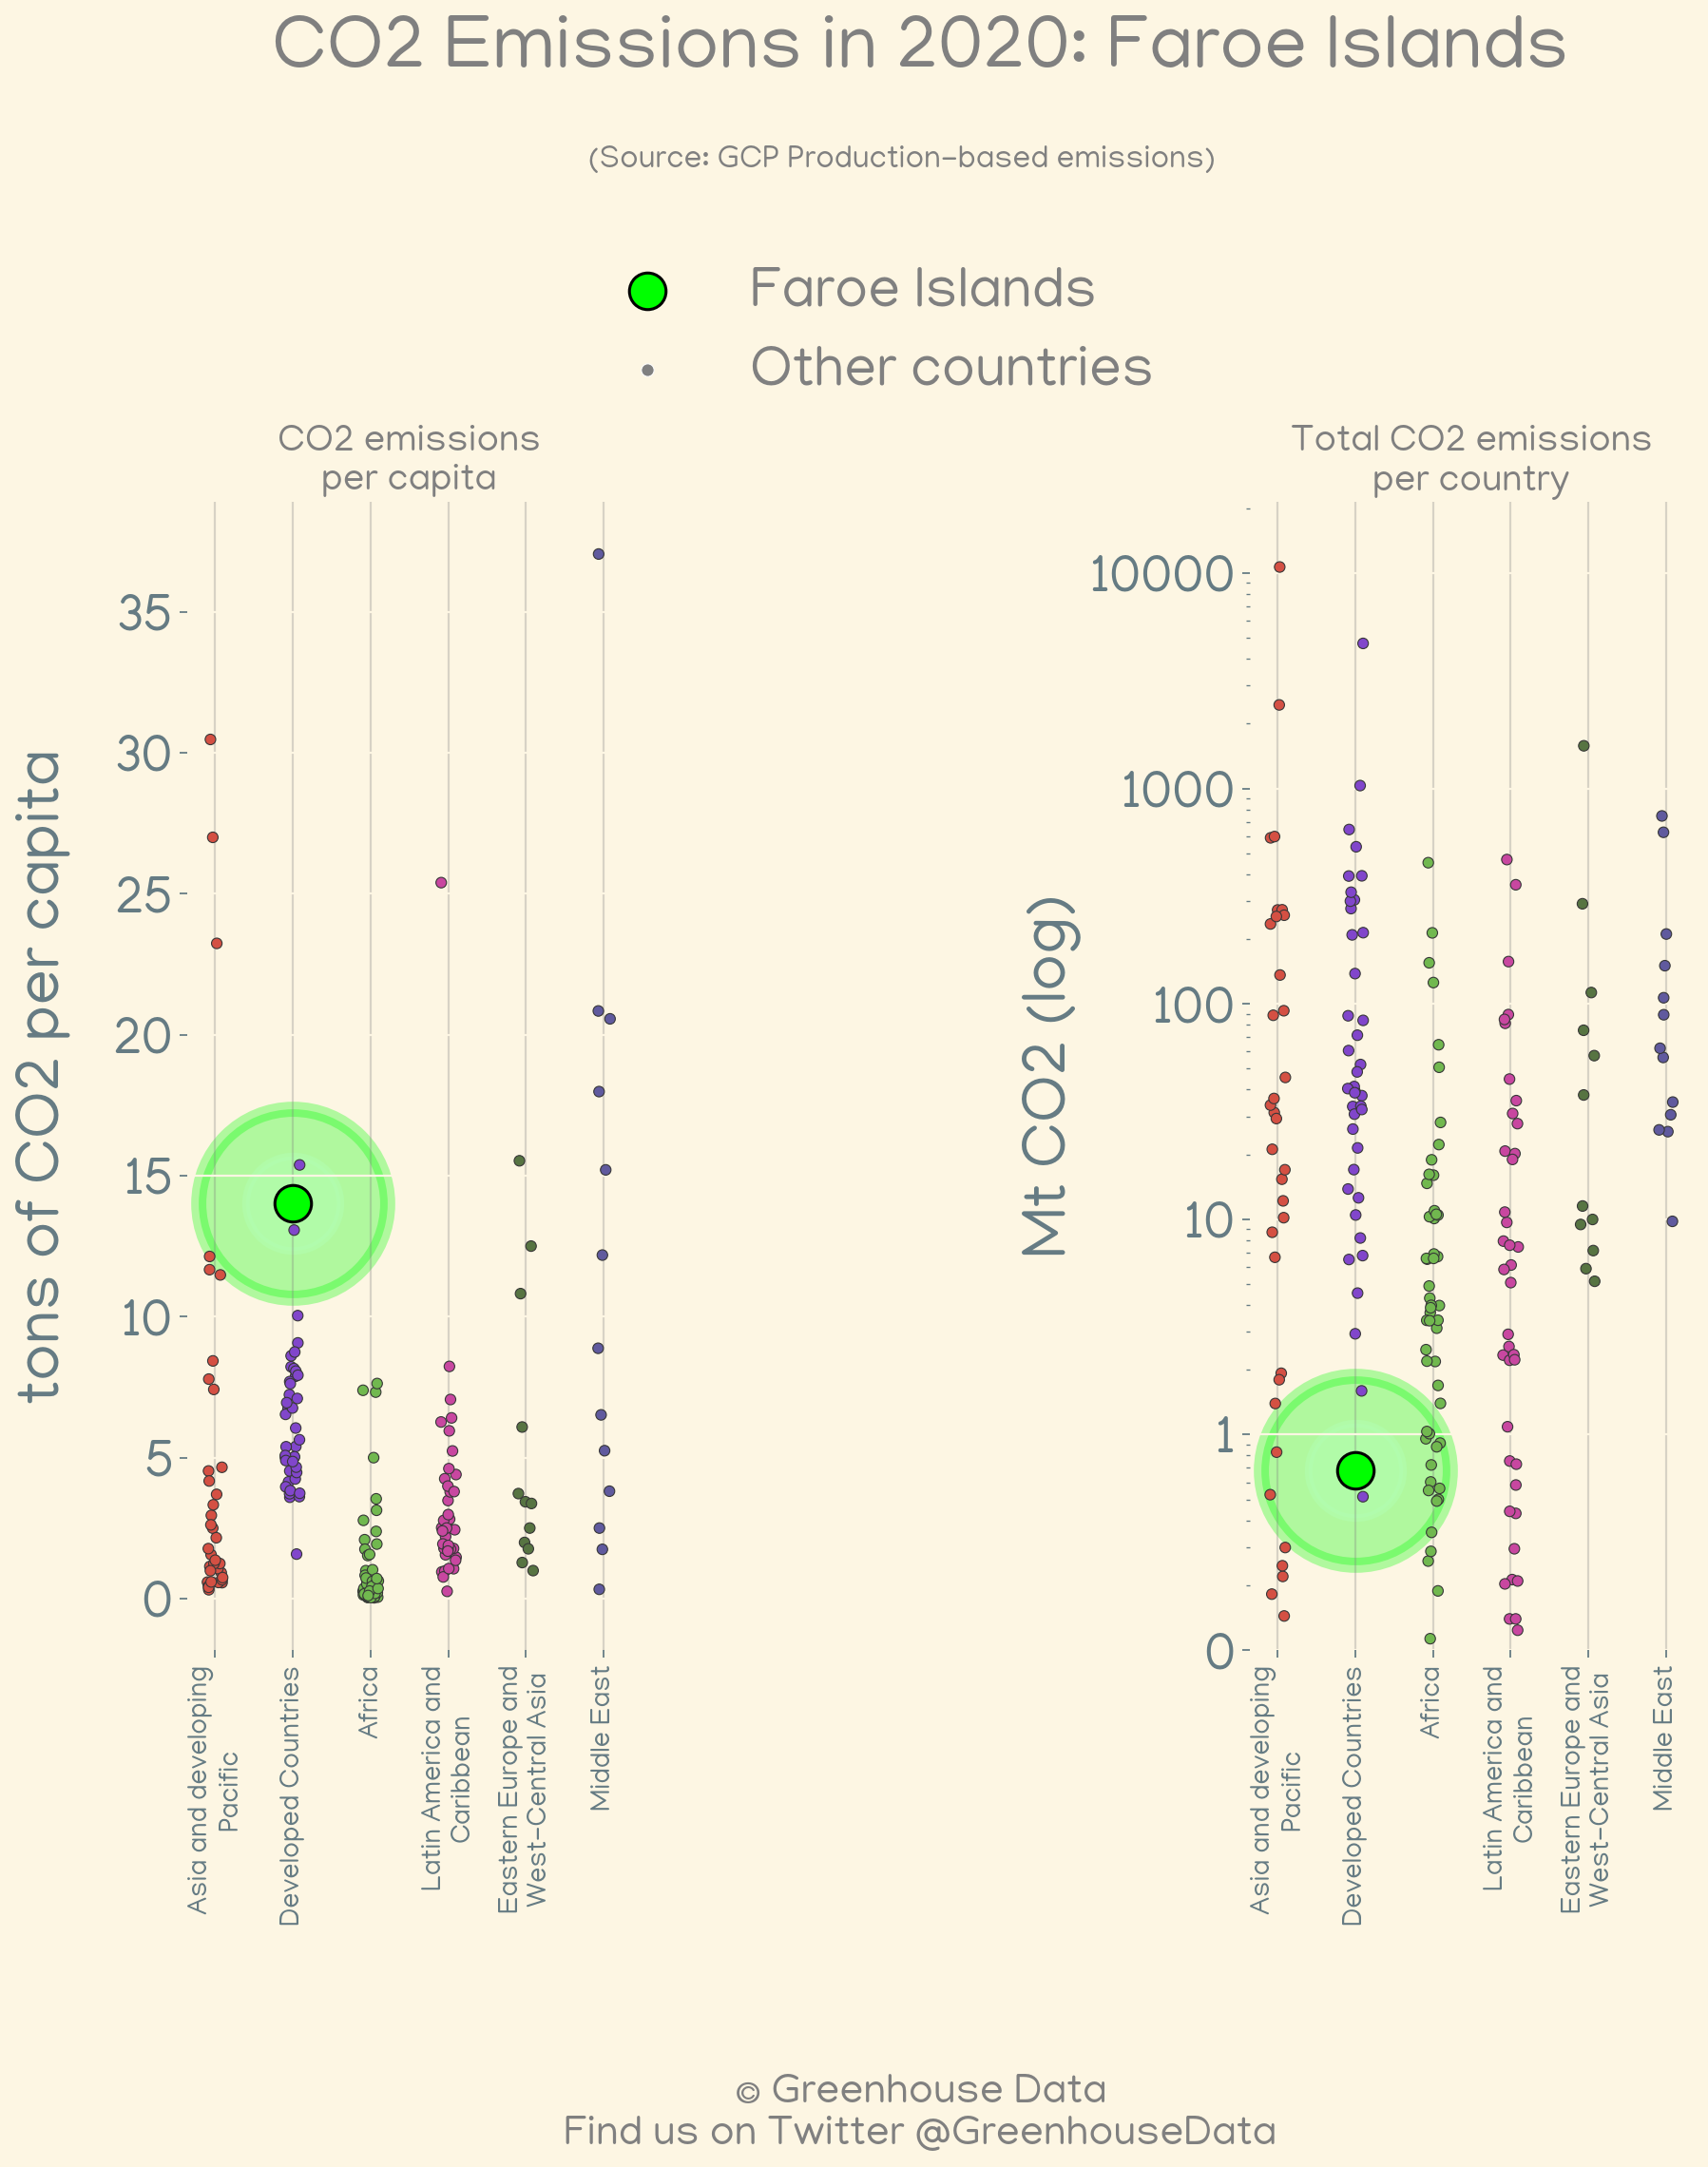 CO2 Emissions in 2020: Faroe Islands
(Source: GCP Production-based emissions)
Faroe Islands
Other countries
CO2 emissions
per capita
tons of CO2 per capita
35
30
25
20
15
10
5
0
Asia and developing
Pacific
Developed Countries
Africa
Latin America and
Caribbean
Eastern Europe and
West-Central Asia
Middle East
Total CO2 emissions
per country
Mt CO2 (log)
10000
1000
100
10
1
0
Asia and developing
Pacific
Developed Countries
Africa
Latin America and
Caribbean
Eastern Europe and
West-Central Asia
Middle East
© Greenhouse Data
Find us on Twitter @GreenhouseData